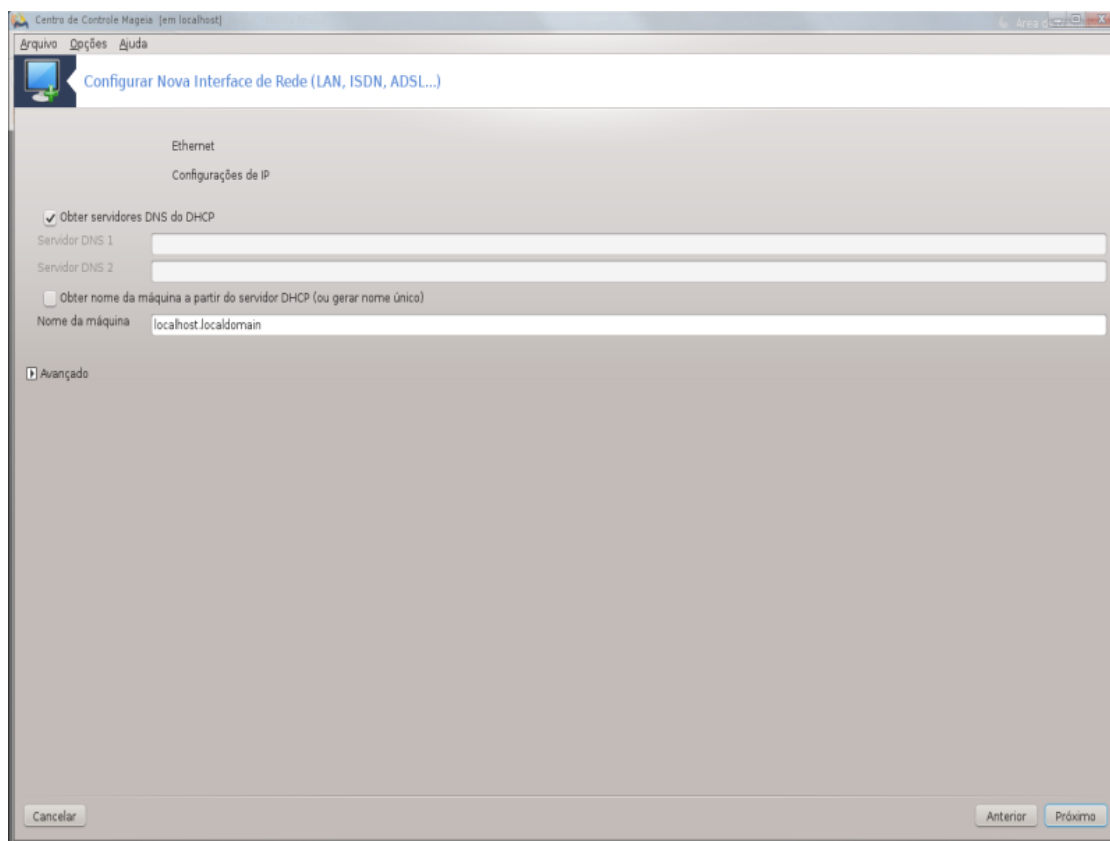 Centro de Controle Mageia [em localhost]
Arquivo Opções Ajuda
Configurar Nova Interface de Rede (LAN, ISDN, ADSL...)
Ethernet
Configurações de IP
Obter servidores DNS do DHCP
Servidor DNS 1
Servidor DNS 2
Obter nome da máquina a partir do servidor DHCP (ou gerar nome único)
Nome da máquina localhost.localdomain
Avançado
Cancelar Anterior Próximo